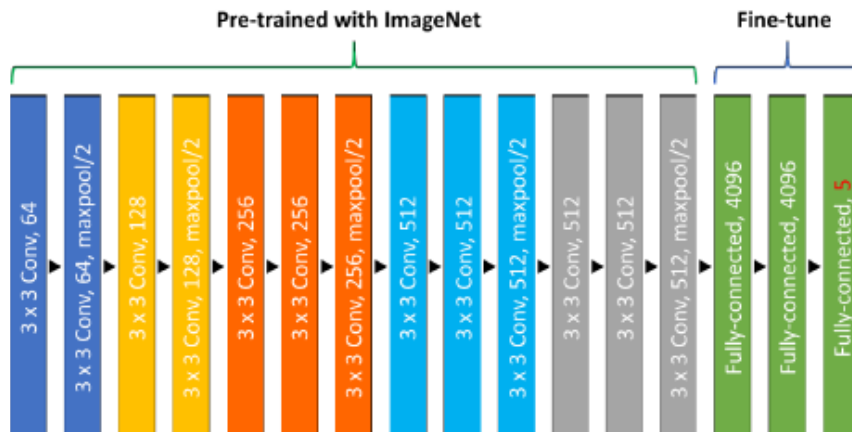 Pre-trained with ImageNet
Fine-tune
3 x 3 Conv, 64
3 x 3 Conv, 64, maxpool/2
3 x 3 Conv, 128
3 x 3 Conv, 128, maxpool/2
3 x 3 Conv, 256
3 x 3 Conv, 256
3 x 3 Conv, 256, maxpool/2
3 x 3 Conv, 512
3 x 3 Conv, 512
3 x 3 Conv, 512, maxpool/2
3 x 3 Conv, 512
3 x 3 Conv, 512
3 x 3 Conv, 512, maxpool/2
Fully-connected, 4096
Fully-connected, 4096
Fully-connected, 5